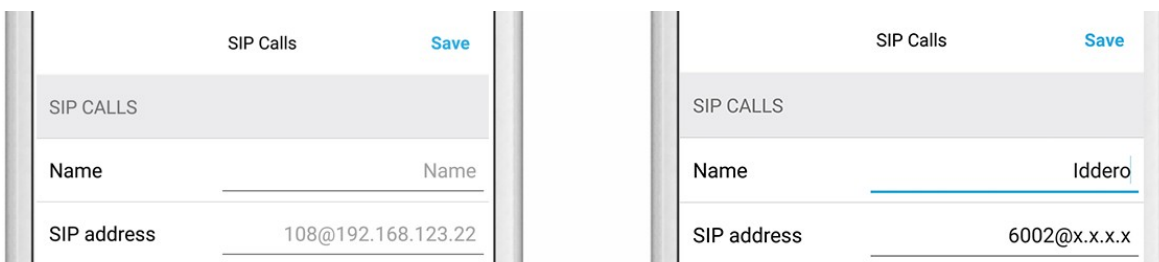 SIP Calls Save
SIP CALLS
Name Name
SIP address 108@192.168.123.22
SIP Calls Save
SIP CALLS
Name Iddero
SIP address 6002@x.x.x.x